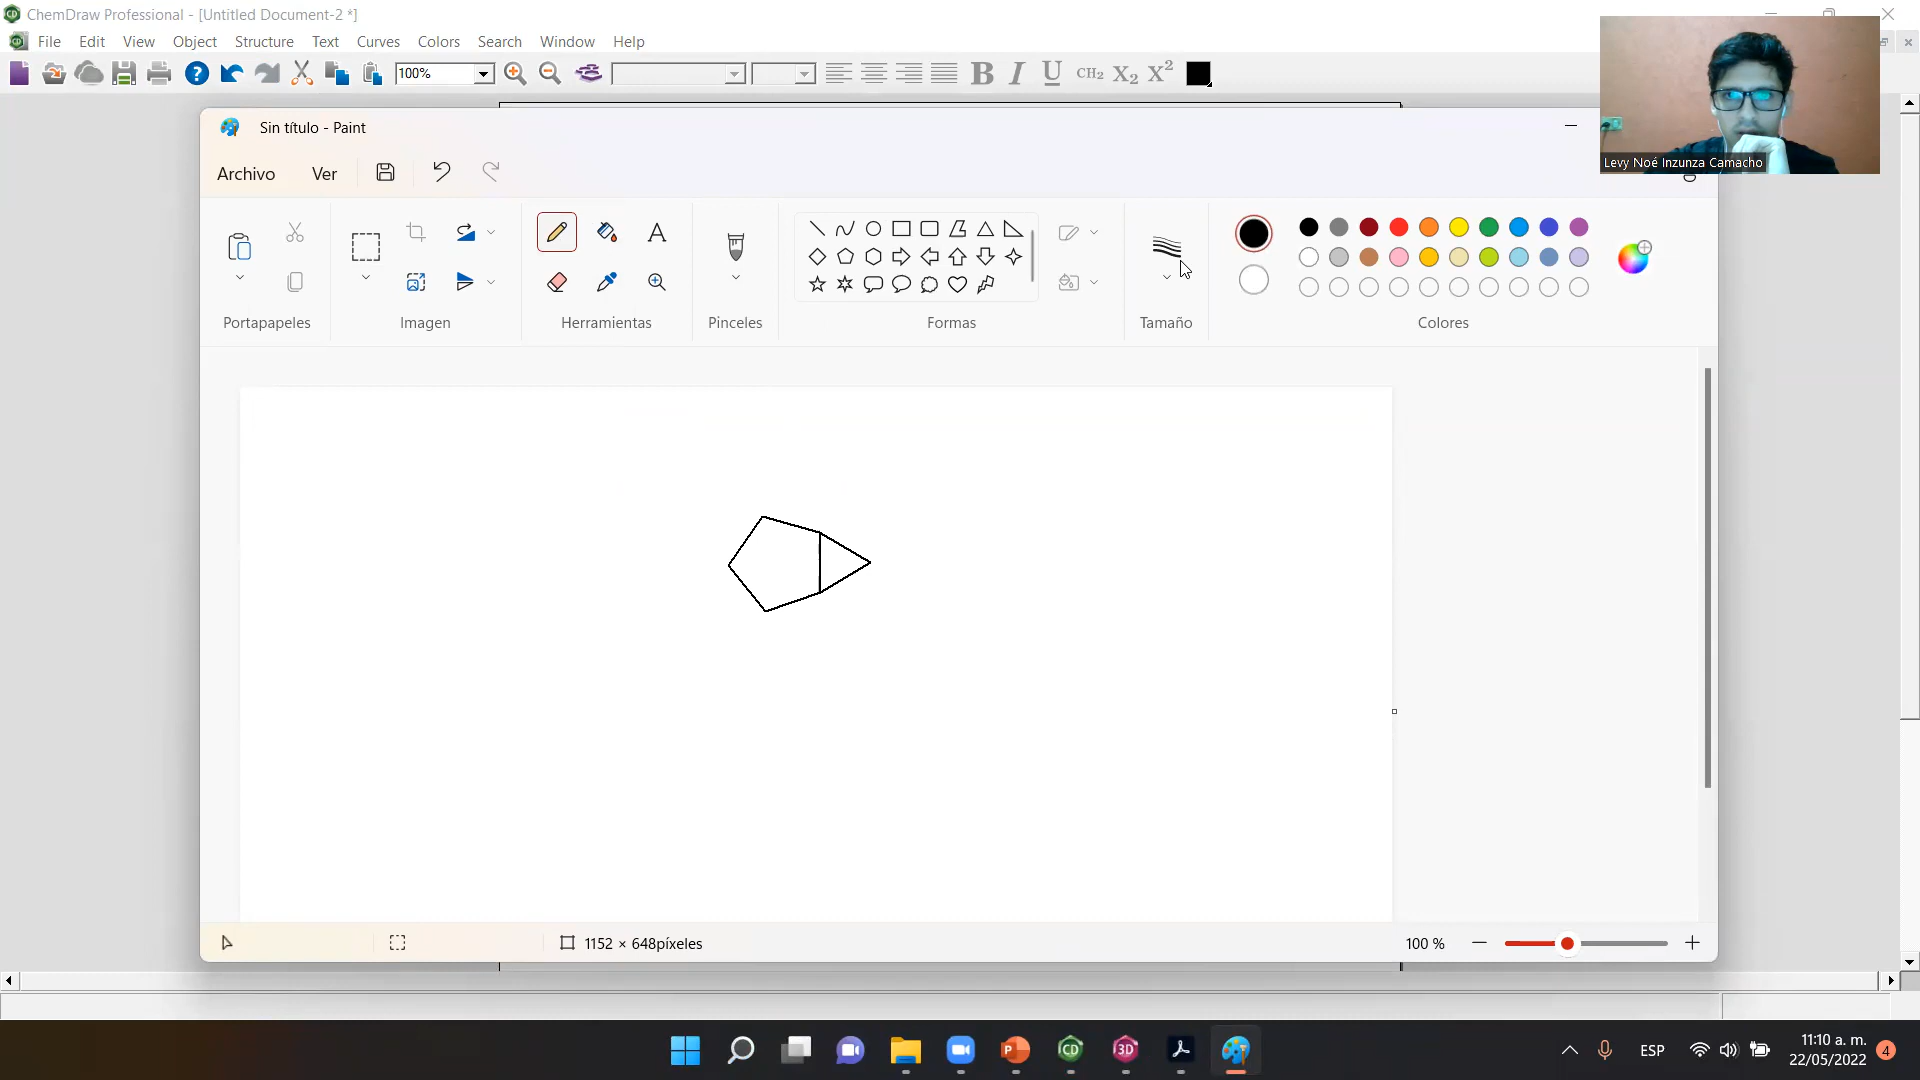 ChemDraw Professional - [Untitled Document-2 *]
File Edit View Object Structure Text Curves Colors Search Window Help
100% B I U CH2 X2 X2
Sin título - Paint
Levy Noé Inzunza Camacho
Archivo Ver
A
Portapapeles Imagen Herramientas Pinceles Formas Tamaño Colores
1152 × 648píxeles 100 %
P CD 3D ESP 11:10 a. m.
22/05/2022 4